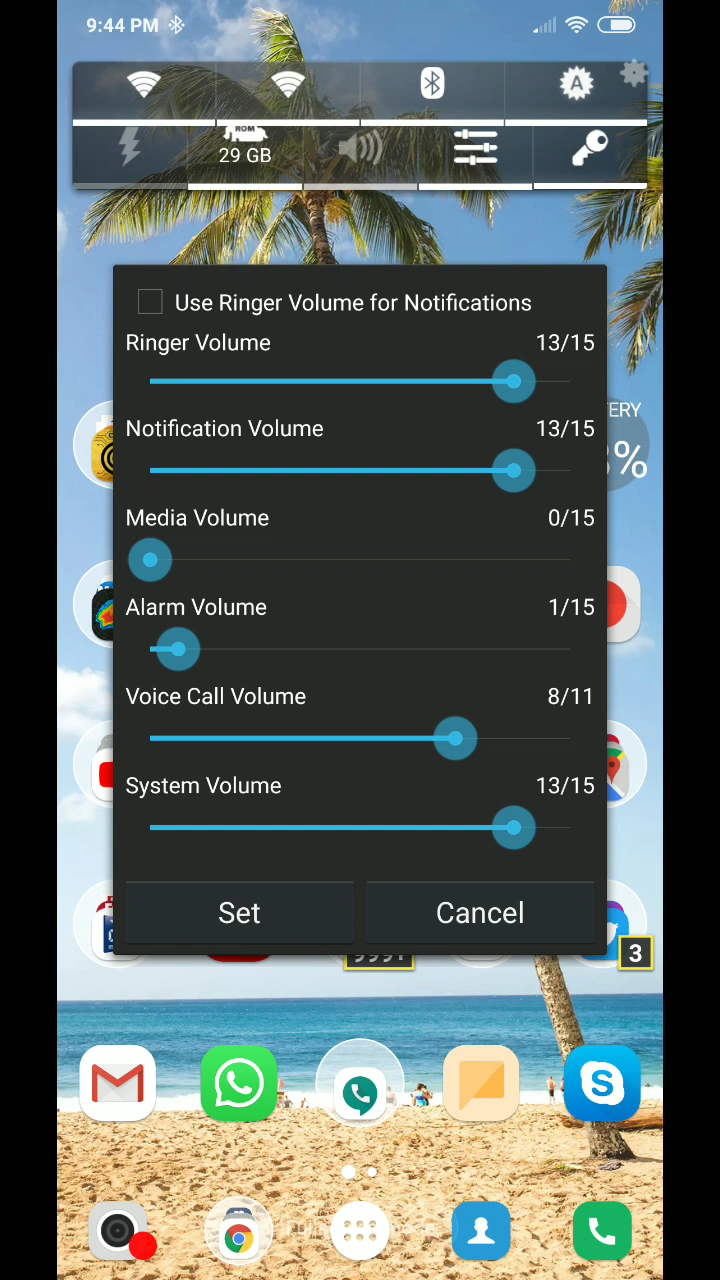 9:44 PM
A
ROM
29 GB
Use Ringer Volume for Notifications
Ringer Volume 13/15
ERY
Notification Volume 13/15
%
Media Volume 0/15
Alarm Volume 1/15
Voice Call Volume 8/11
System Volume 13/15
Set Cancel
3
S